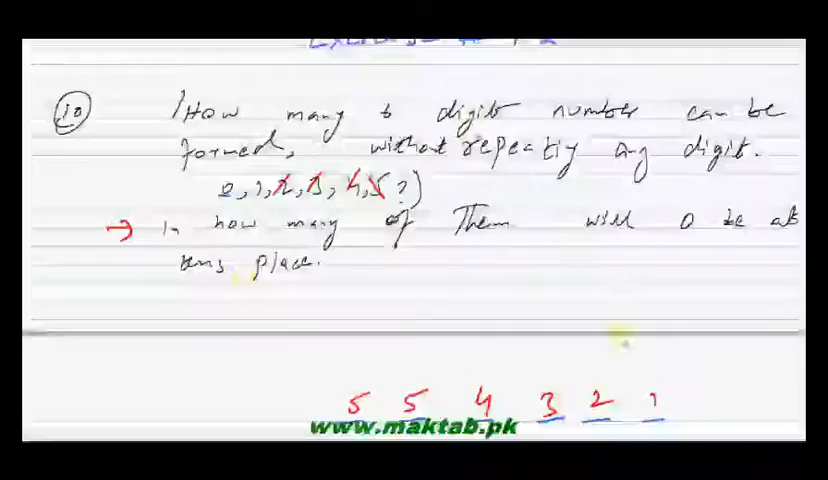 10 How many 6 digit number can be
formed, without repeatiy any digit.
0, 1, 2, 3, 4, 5 ?)
→ In how many of Them will 0 be at
tens place.
5 5 4 3 2 1
www.maktab.pk